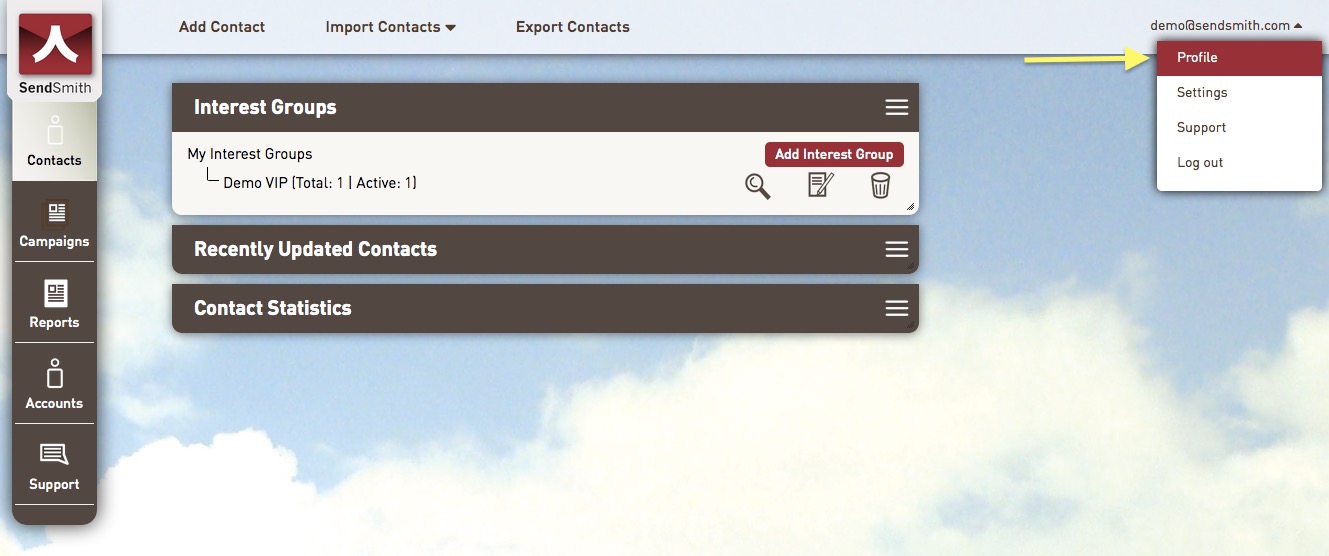 SendSmith
Add Contact
Import Contacts
Export Contacts
demo@sendsmith.com
Profile
Settings
Support
Log out
Contacts
Campaigns
Reports
Accounts
Support
Interest Groups
My Interest Groups
Add Interest Group
Demo VIP (Total: 1 | Active: 1)
Recently Updated Contacts
Contact Statistics